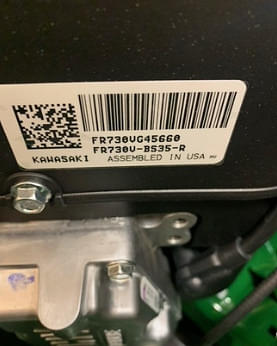 FR730VG45660
FR730V-BS35-R
KAWASAKI ASSEMBLED IN USA